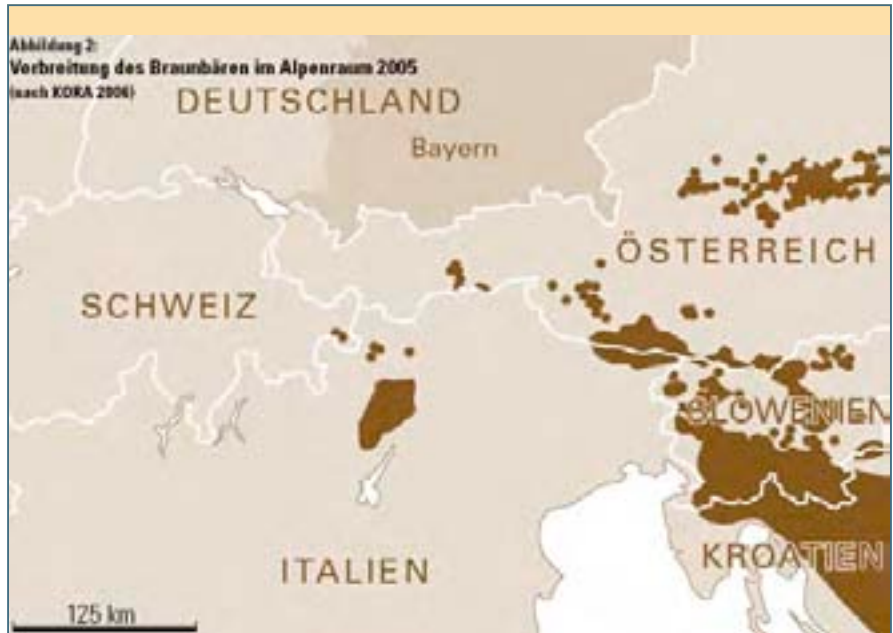 Abbildung 2:
Verbreitung des Braunbären im Alpenraum 2005
(nach KORA 2006)
DEUTSCHLAND
Bayern
ÖSTERREICH
SCHWEIZ
SLOWENIEN
KROATIEN
ITALIEN
125 km